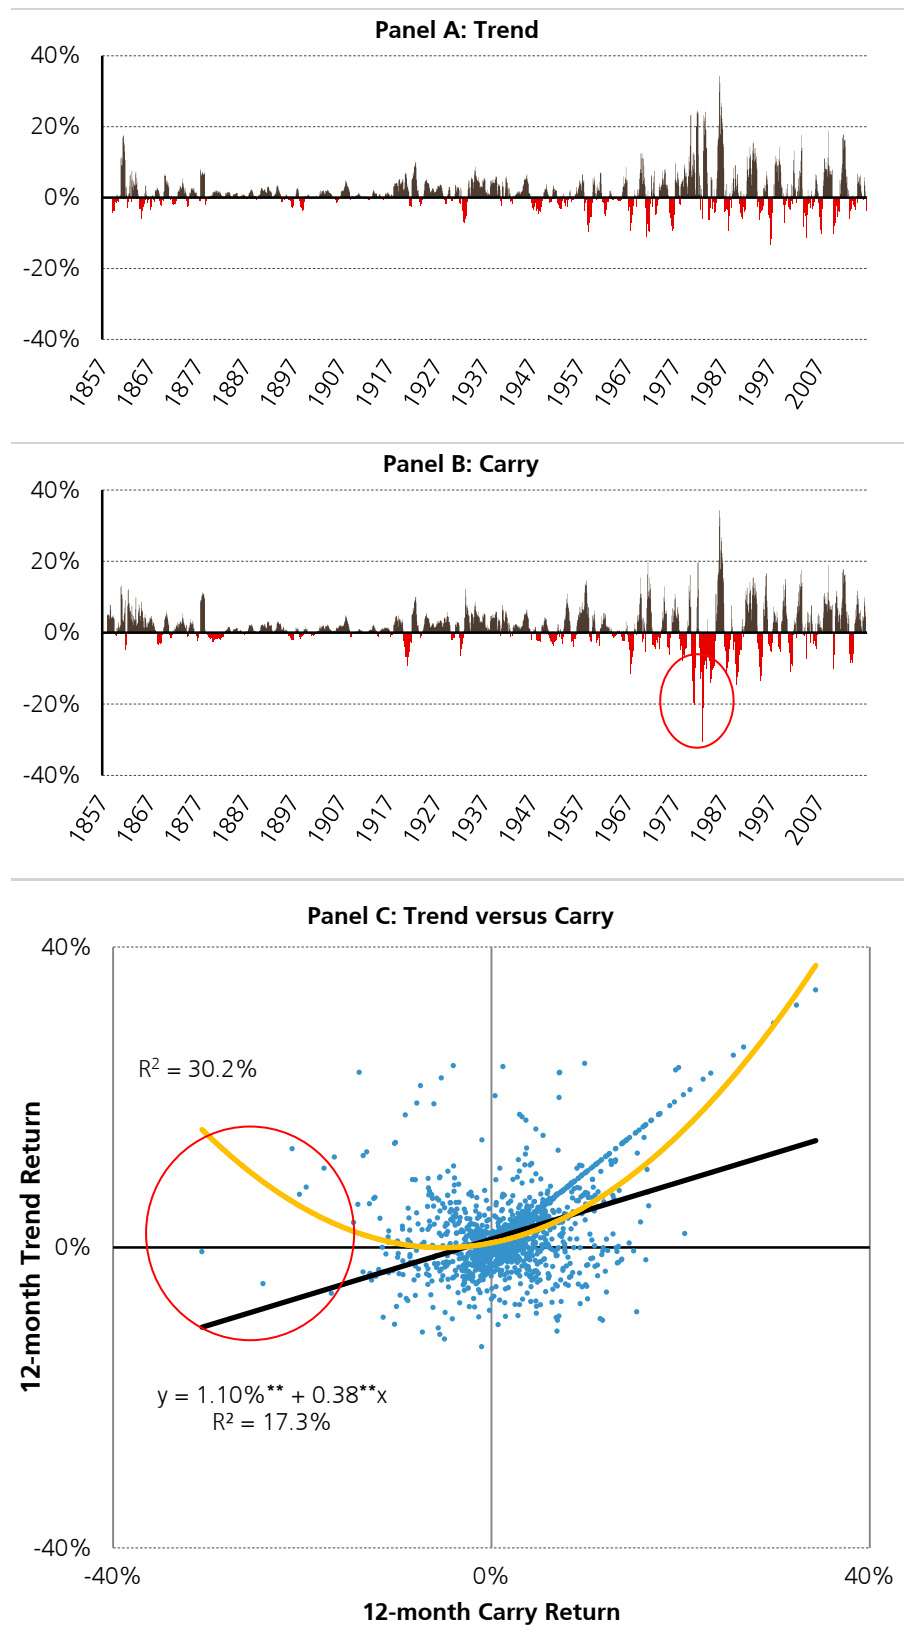 Panel A: Trend
40%
20%
0%
-20%
-40%
1857 1867 1877 1887 1897 1907 1917 1927 1937 1947 1957 1967 1977 1987 1997 2007
Panel B: Carry
40%
20%
0%
-20%
-40%
1857 1867 1877 1887 1897 1907 1917 1927 1937 1947 1957 1967 1977 1987 1997 2007
Panel C: Trend versus Carry
40%
R² = 30.2%
12-month Trend Return
0%
y = 1.10%** + 0.38**x
R² = 17.3%
-40%
-40% 0% 40%
12-month Carry Return